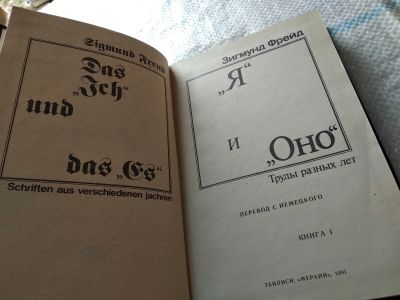 Sigmund Freud
Das
„Ich“
und
das „Es“
Schriften aus verschiedenen jachren
Зигмунд Фрейд
„Я“
и
„Оно“
Труды разных лет
ПЕРЕВОД С НЕМЕЦКОГО
КНИГА 1
ТБИЛИСИ, «МЕРАНИ», 1991